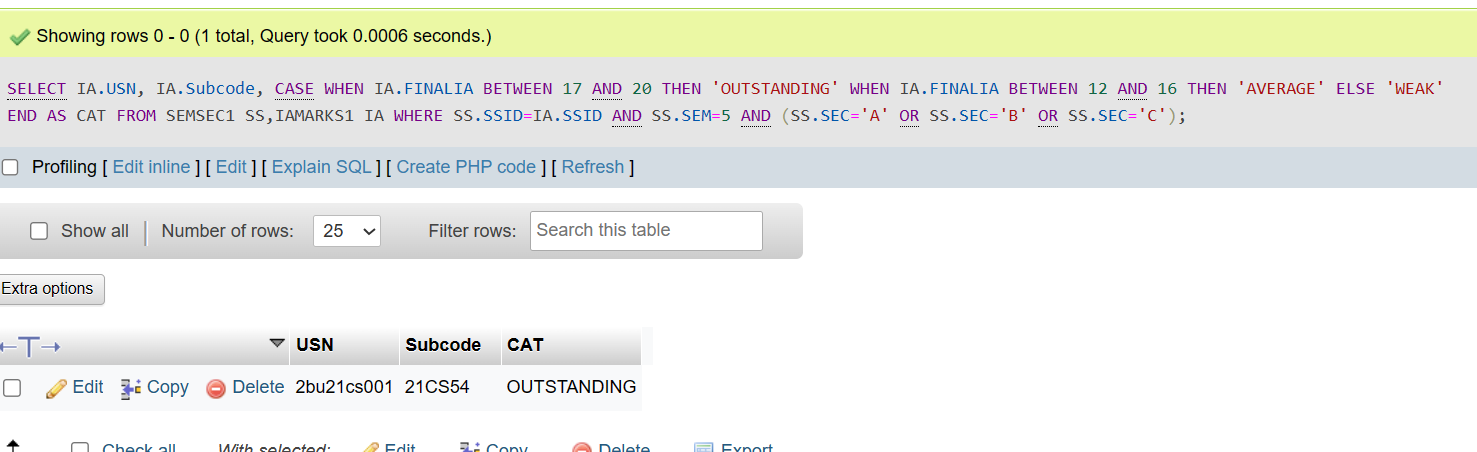 Showing rows 0 - 0 (1 total, Query took 0.0006 seconds.)
SELECT IA.USN, IA.Subcode, CASE WHEN IA.FINALIA BETWEEN 17 AND 20 THEN 'OUTSTANDING' WHEN IA.FINALIA BETWEEN 12 AND 16 THEN 'AVERAGE' ELSE 'WEAK'
END AS CAT FROM SEMSEC1 SS,IAMARKS1 IA WHERE SS.SSID=IA.SSID AND SS.SEM=5 AND (SS.SEC='A' OR SS.SEC='B' OR SS.SEC='C');
Profiling [ Edit inline ] [ Edit ] [ Explain SQL ] [ Create PHP code ] [ Refresh ]
Show all Number of rows: 25 Filter rows: Search this table
Extra options
USN Subcode CAT
Edit Copy Delete 2bu21cs001 21CS54 OUTSTANDING
Check all With selected: Edit Copy Delete Export